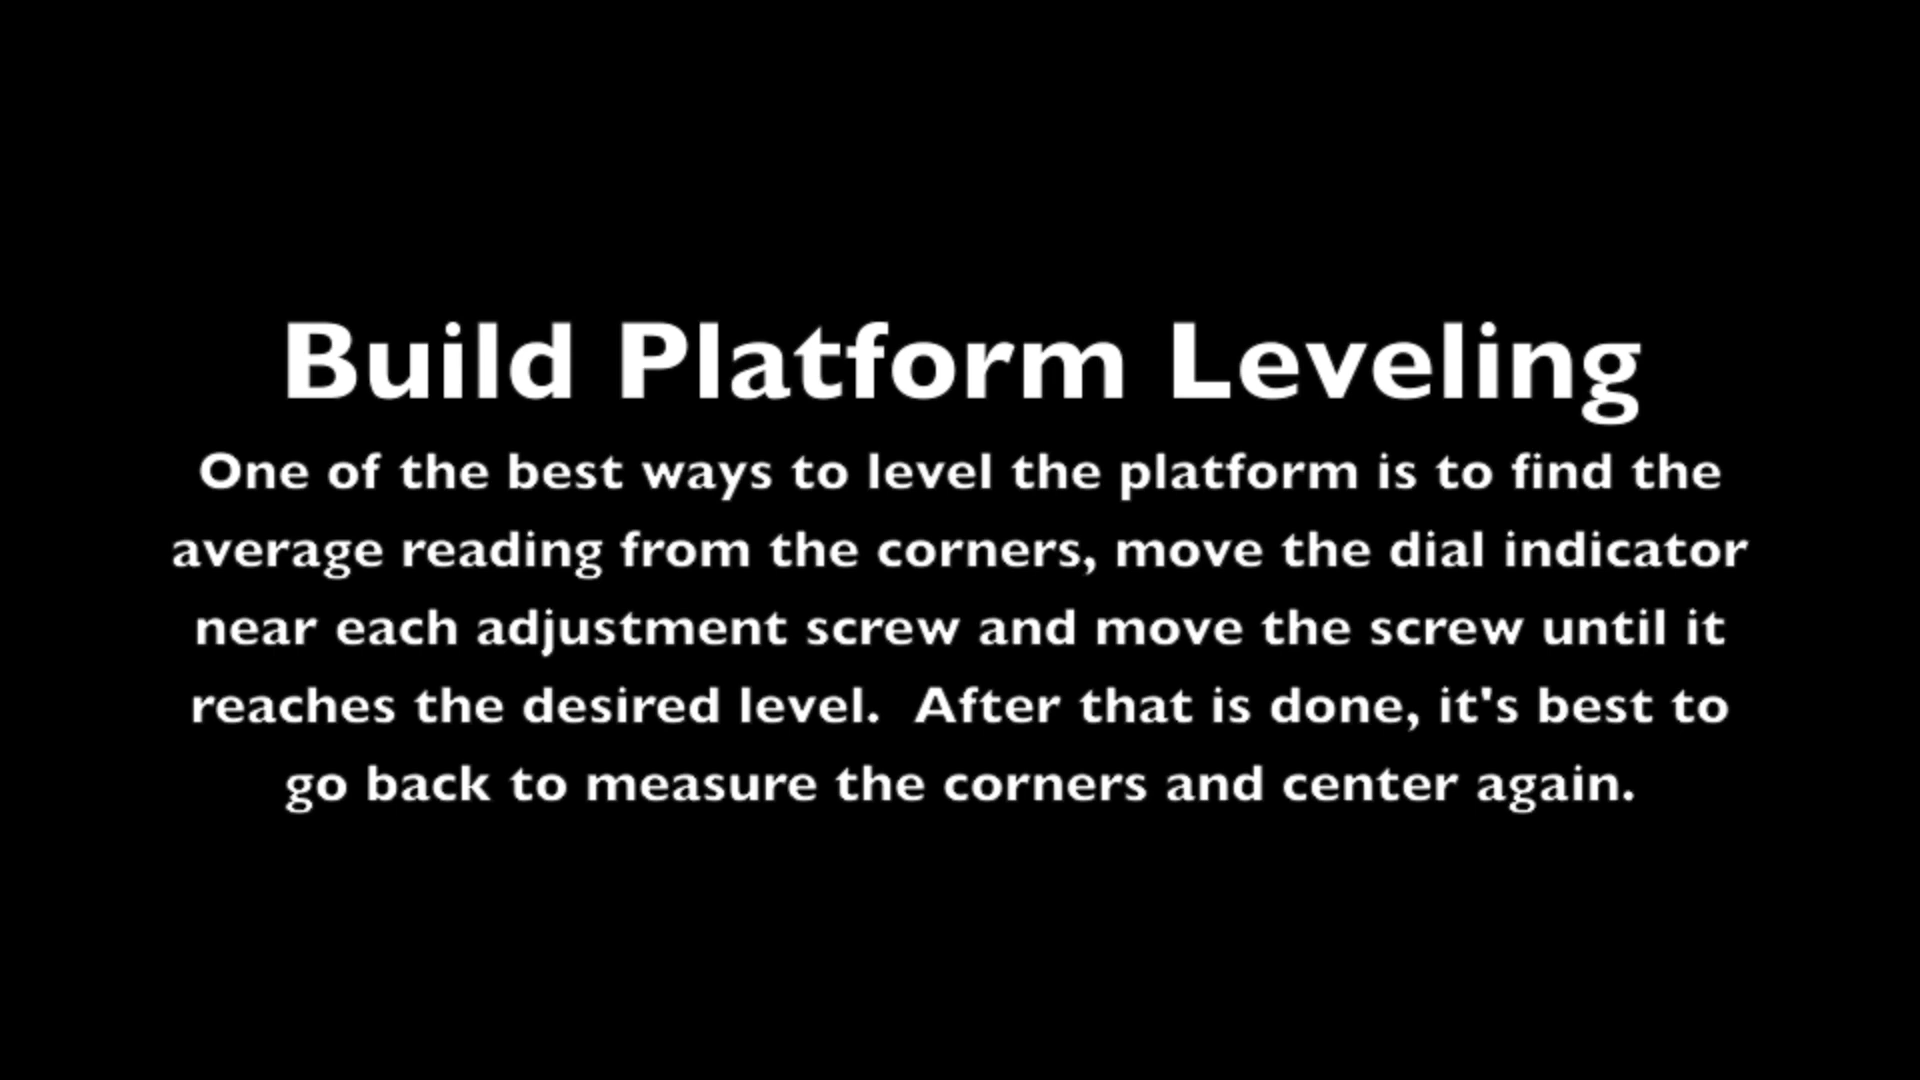 Build Platform Leveling
One of the best ways to level the platform is to find the
average reading from the corners, move the dial indicator
near each adjustment screw and move the screw until it
reaches the desired level.  After that is done, it's best to
go back to measure the corners and center again.